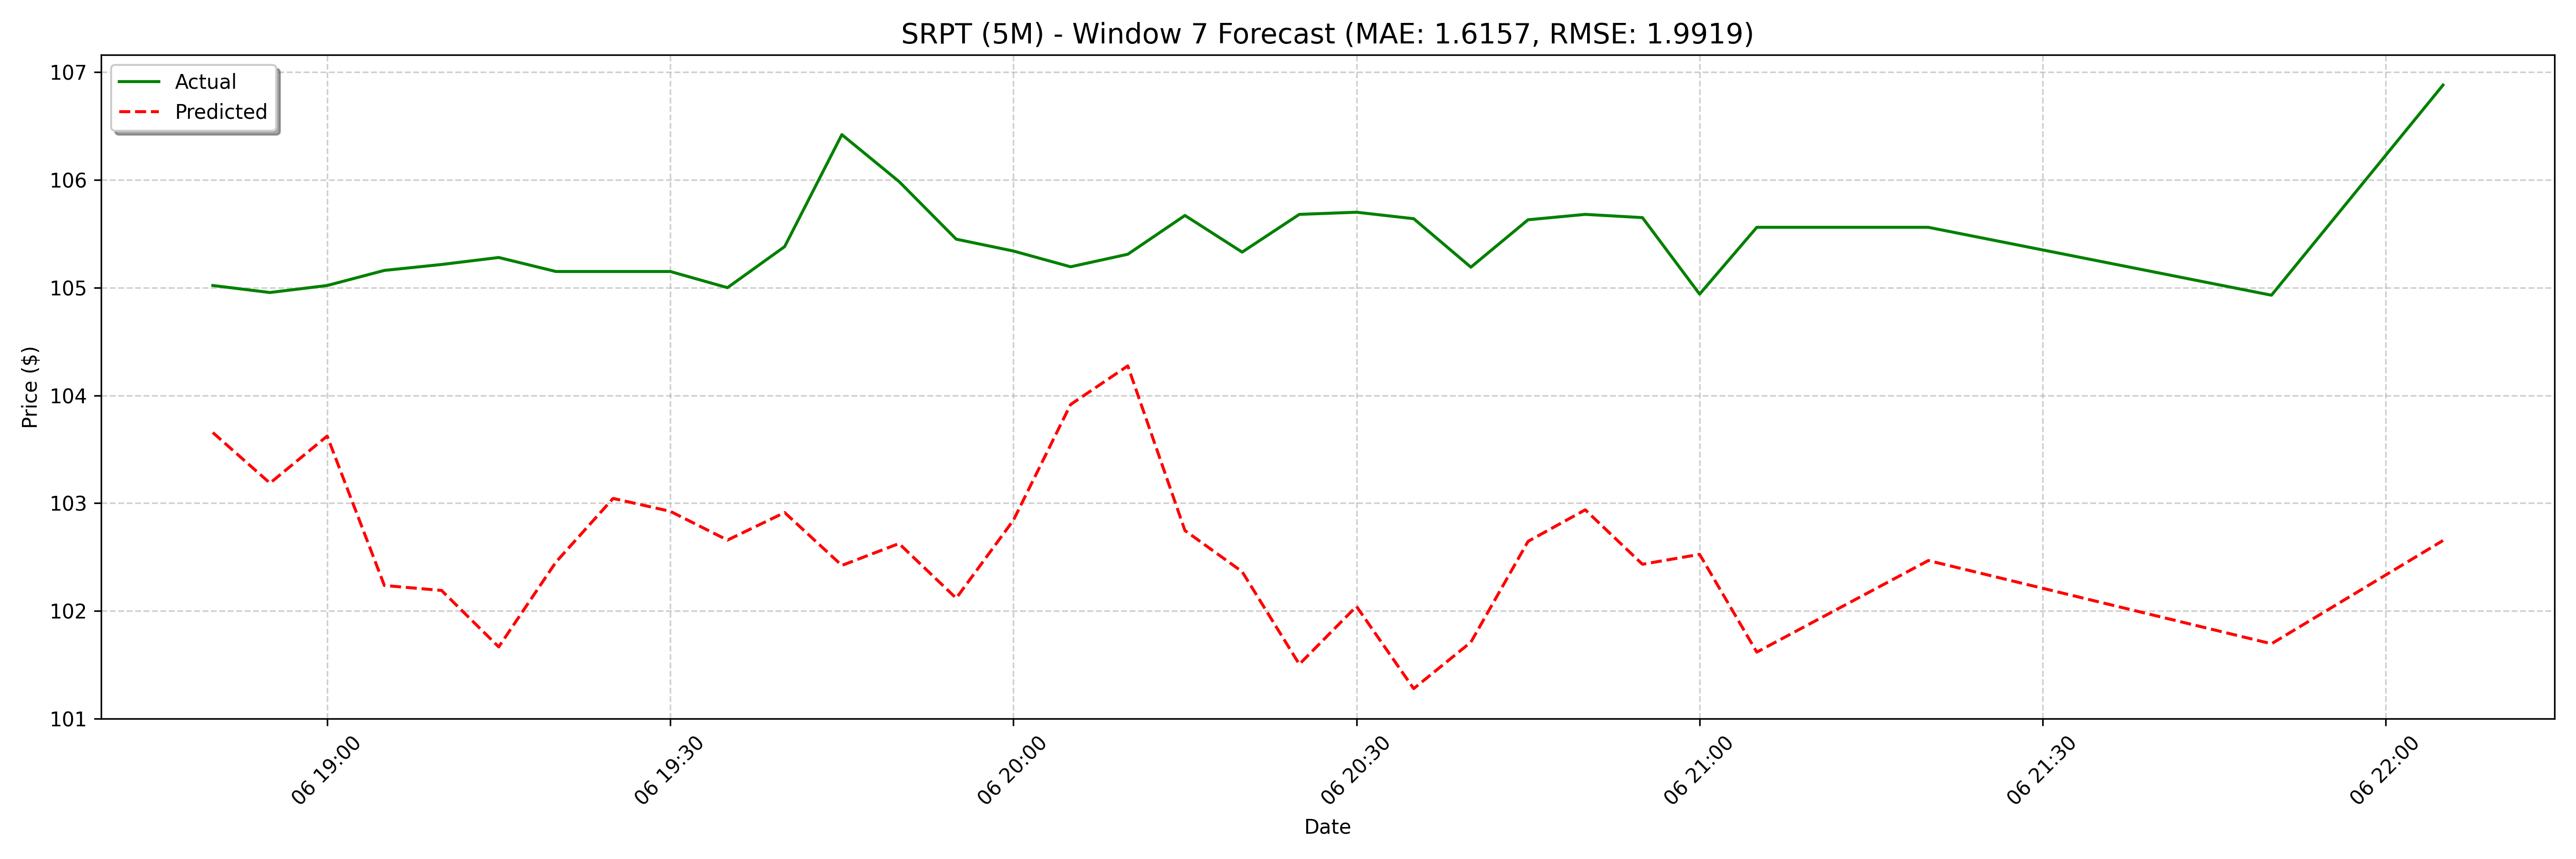 SRPT (5M) - Window 7 Forecast (MAE: 1.6157, RMSE: 1.9919)
Actual
Predicted
107
106
105
104
103
102
101
Price ($)
06 19:00
06 19:30
06 20:00
06 20:30
06 21:00
06 21:30
06 22:00
Date